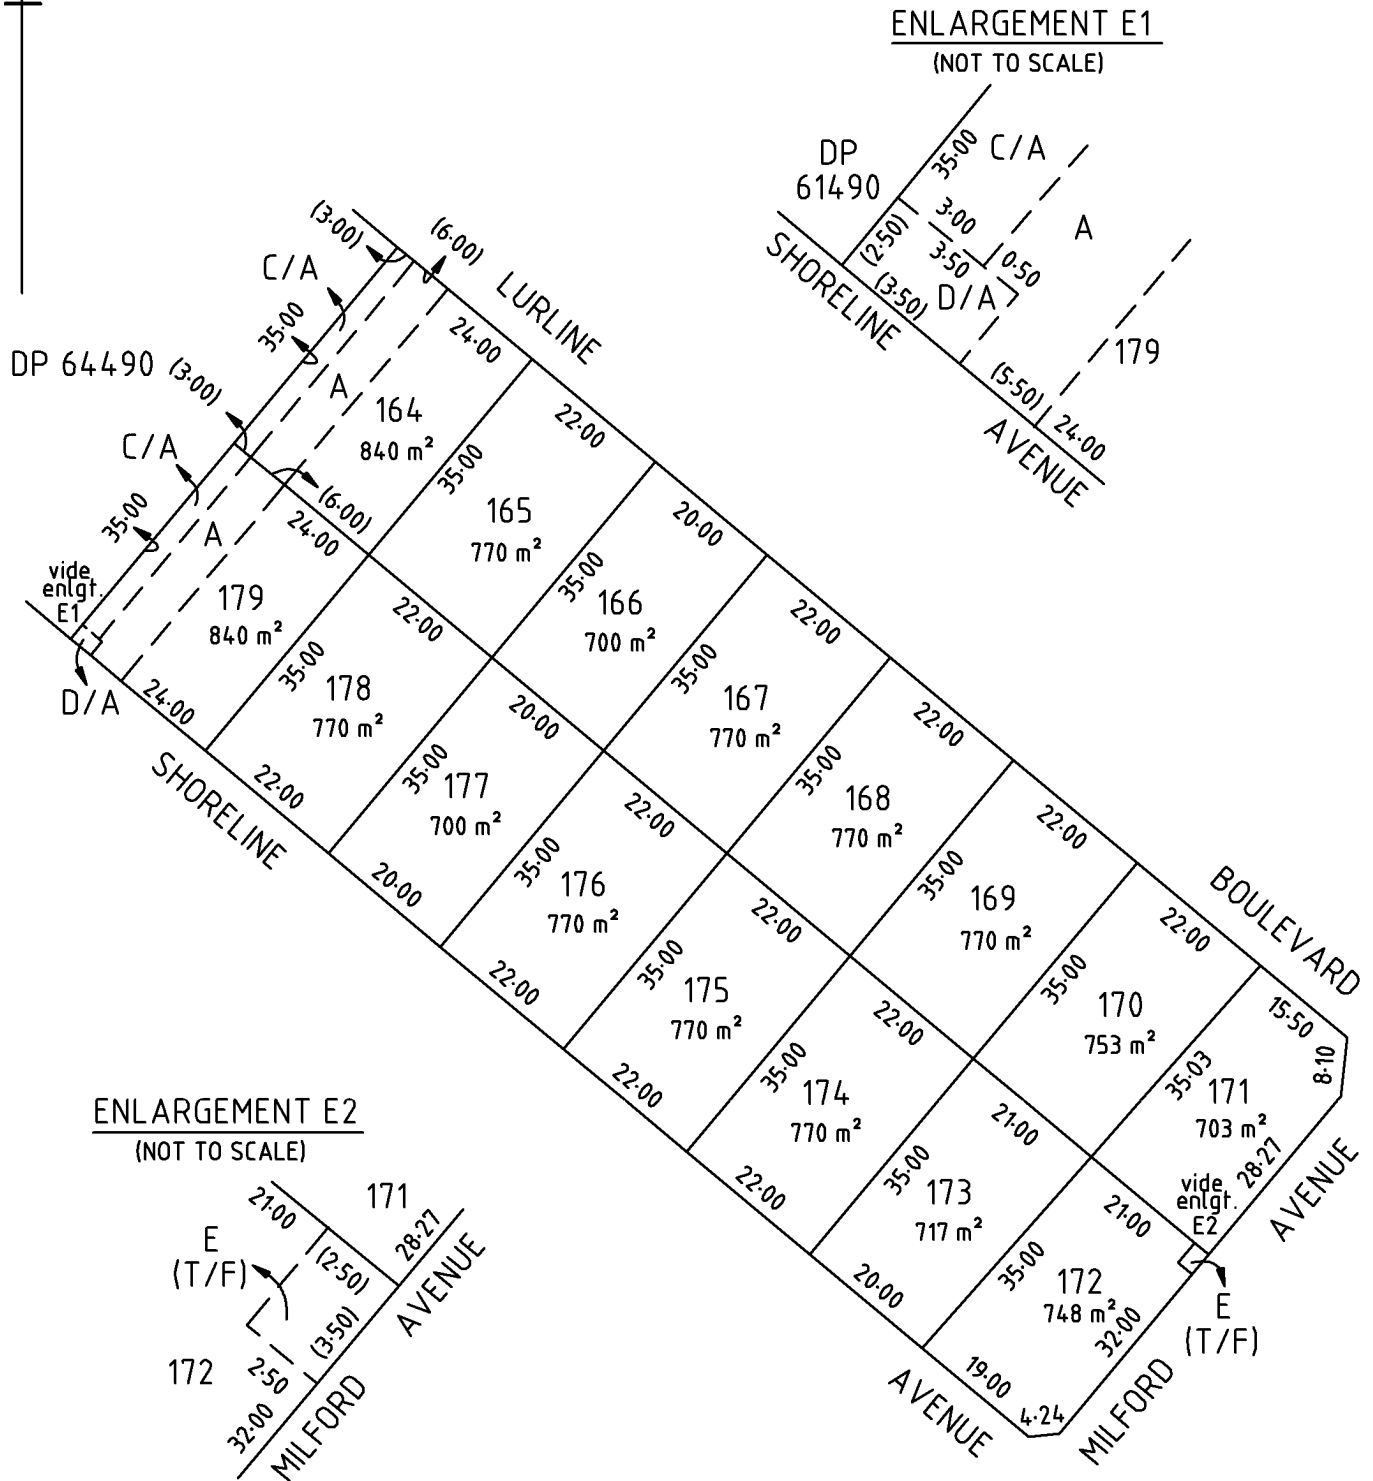 ENLARGEMENT E1
(NOT TO SCALE)
DP
61490
35·00
C/A
A
3·00
(2·50)
3·50
0·50
(3·50)
D/A
SHORELINE
179
(5·50)
24·00
AVENUE
(3·00)
(6·00)
C/A
LURLINE
35·00
24·00
DP 64490
(3·00)
A
164
840 m²
22·00
C/A
35·00
165
770 m²
20·00
(6·00)
24·00
35·00
A
35·00
166
700 m²
22·00
vide
enlgt.
E1
179
840 m²
22·00
35·00
167
770 m²
22·00
D/A
24·00
35·00
178
770 m²
20·00
35·00
168
770 m²
22·00
SHORELINE
22·00
35·00
177
700 m²
22·00
35·00
169
770 m²
22·00
BOULEVARD
20·00
35·00
176
770 m²
22·00
35·00
170
753 m²
15·50
8·10
22·00
35·00
175
770 m²
22·00
35·03
171
703 m²
28·27
AVENUE
22·00
35·00
174
770 m²
21·00
vide
enlgt.
E2
22·00
35·00
173
717 m²
21·00
20·00
35·00
172
748 m²
32·00
E
(T/F)
AVENUE
19·00
4·24
MILFORD
ENLARGEMENT E2
(NOT TO SCALE)
21·00
171
28·27
E
(T/F)
(2·50)
AVENUE
(3·50)
172
2·50
32·00
MILFORD